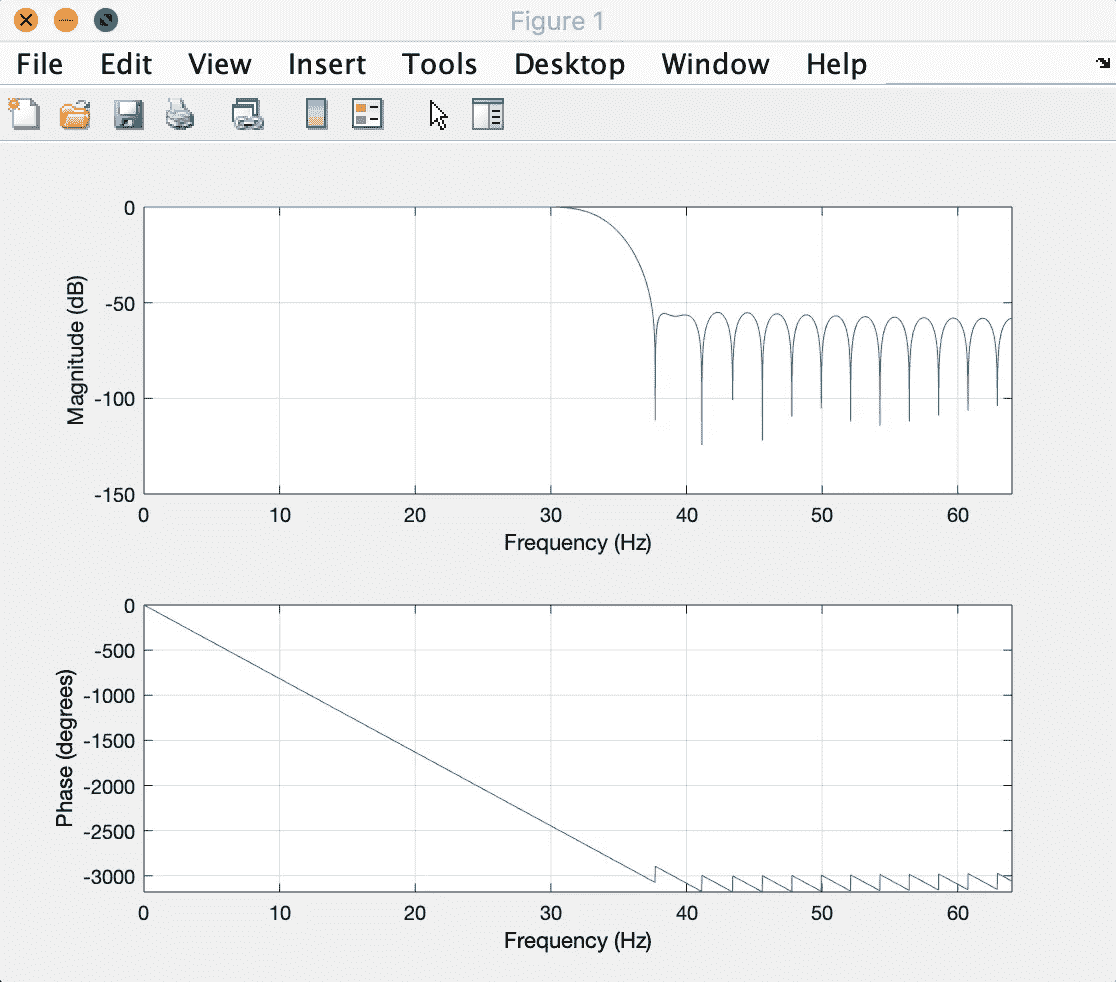 Figure 1
File Edit View Insert Tools Desktop Window Help
0
-50
-100
-150
Magnitude (dB)
0 10 20 30 40 50 60
Frequency (Hz)
0
-500
-1000
-1500
-2000
-2500
-3000
Phase (degrees)
0 10 20 30 40 50 60
Frequency (Hz)